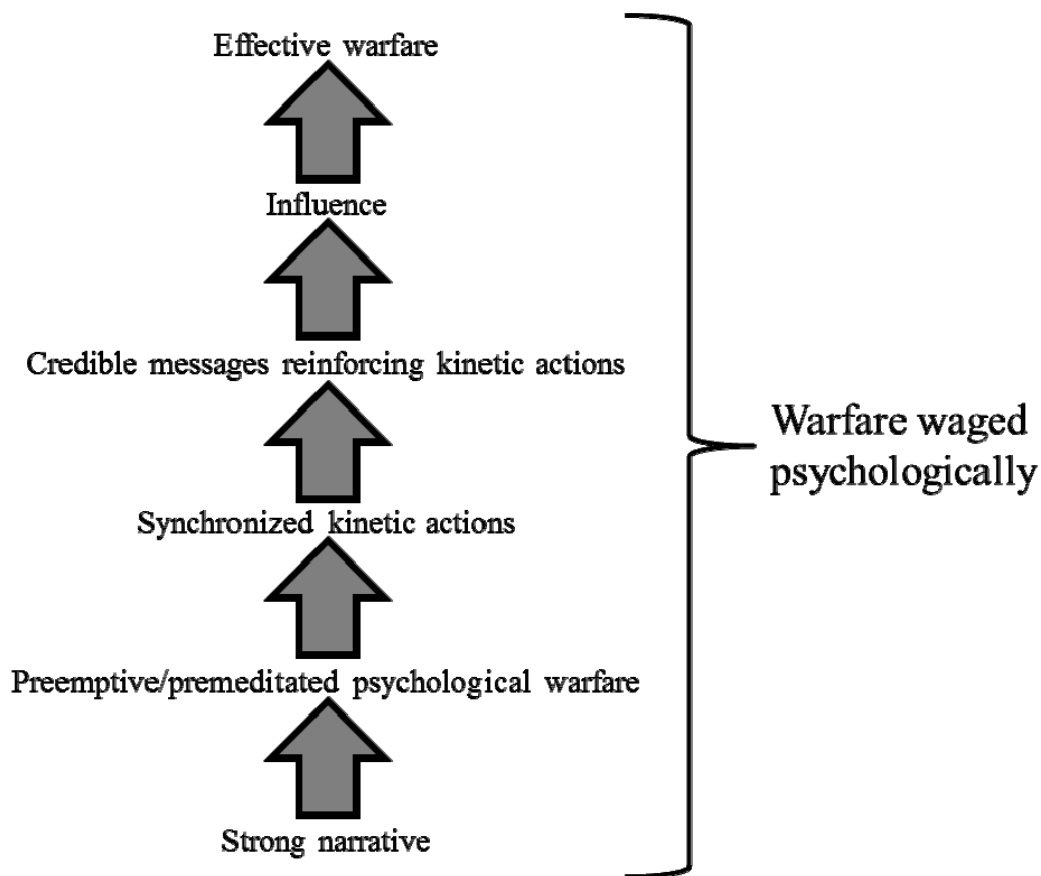 Effective warfare
Influence
Credible messages reinforcing kinetic actions
Synchronized kinetic actions
Preemptive/premeditated psychological warfare
Strong narrative
Warfare waged
psychologically